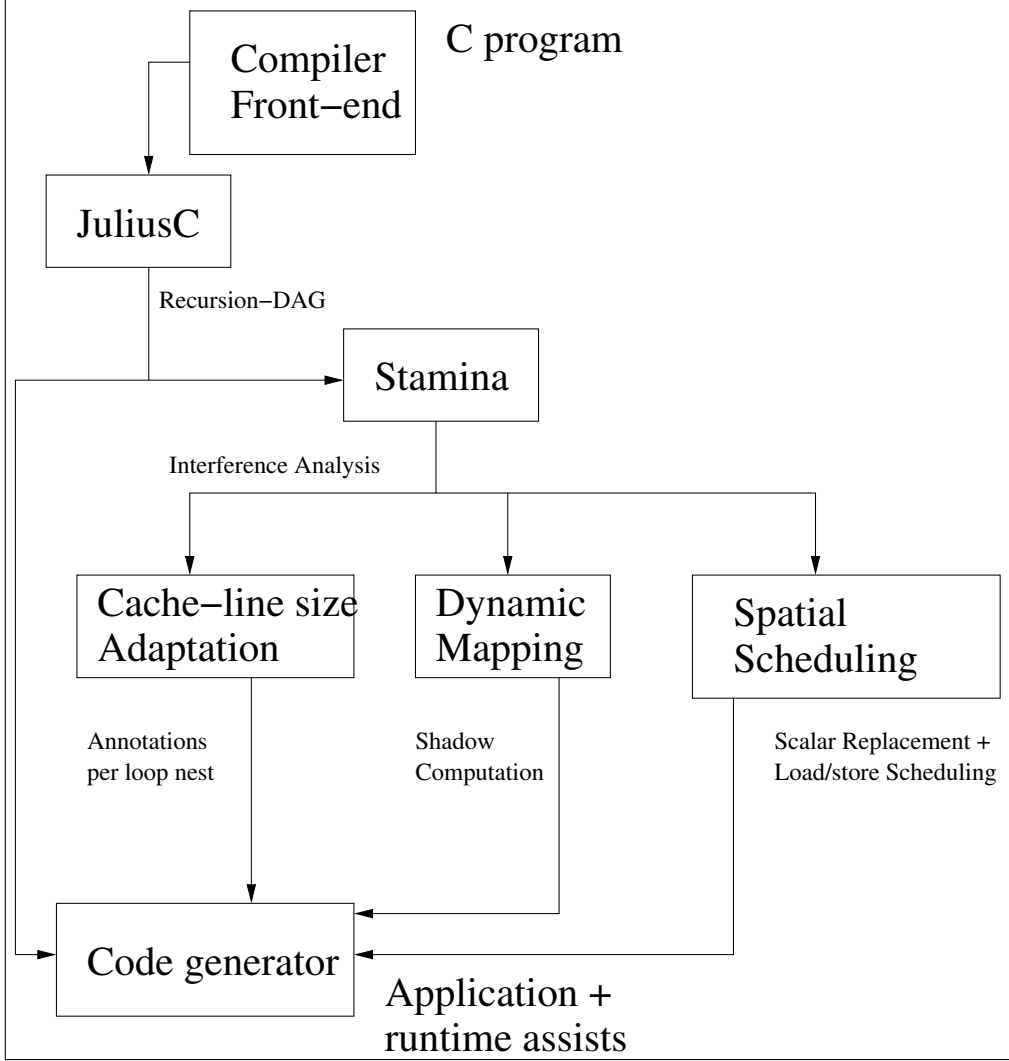 C program
Compiler
Front−end
JuliusC
Recursion−DAG
Stamina
Interference Analysis
Cache−line size
Adaptation
Dynamic
Mapping
Spatial
Scheduling
Annotations
per loop nest
Shadow
Computation
Scalar Replacement +
Load/store Scheduling
Code generator
Application +
runtime assists